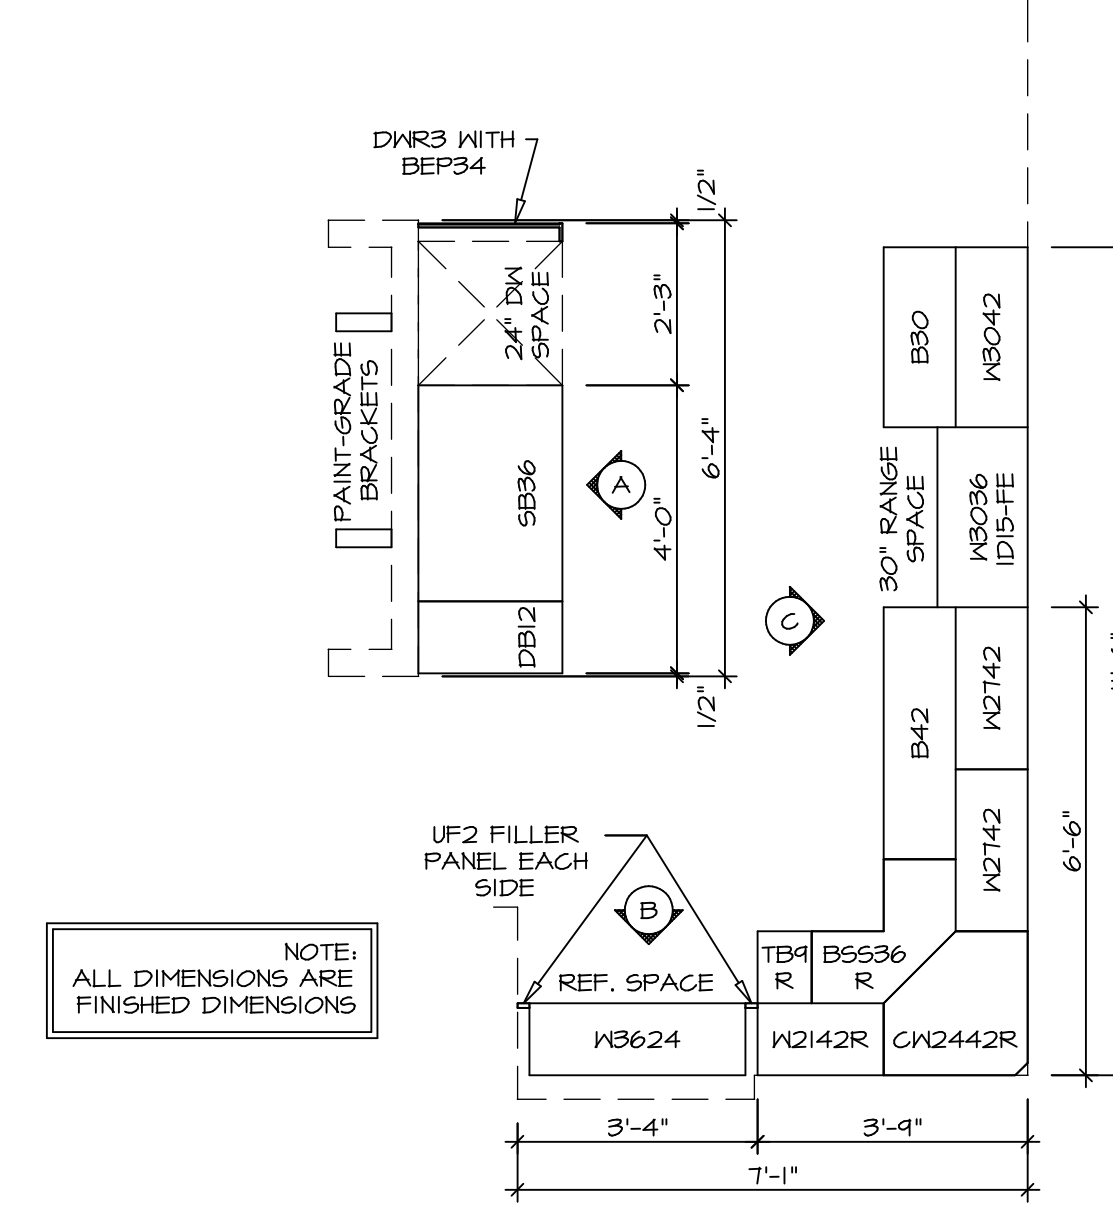 DWR3 WITH
BEP34
1/2"
24" DW
SPACE
2'-3"
B30
W3042
PAINT-GRADE
BRACKETS
SB36
A
6'-4"
4'-0"
30" RANGE
SPACE
W3036
1D15-FE
DB12
C
1/2"
B42
W2742
W2742
6'-6"
UF2 FILLER
PANEL EACH
SIDE
B
REF. SPACE
TB9
R
BSS36
R
NOTE:
ALL DIMENSIONS ARE
FINISHED DIMENSIONS
W3624
W2142R
CW2442R
3'-4"
3'-9"
7'-1"